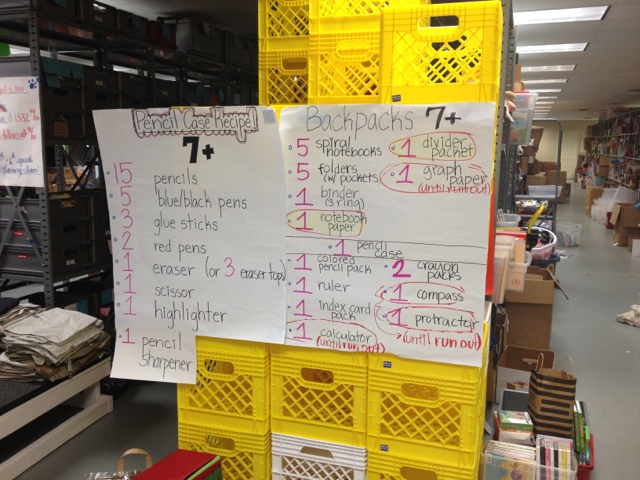 Pencil Case Recipe!
7+
15 pencils
5 blue/black pens
3 glue sticks
2 red pens
1 eraser (or 3 eraser tops)
1 scissor
1 highlighter
1 pencil
sharpener
Backpacks 7+
5 spiral
notebooks
5 folders
(w/ pockets)
1 binder
(3 ring)
1 notebook
paper
1 divider
packet
1 graph
paper
(until run out)
1 pencil
case
1 colored
pencil pack
1 ruler
1 index card
pack
1 calculator
(until run out)
2 crayon
packs
1 compass
1 protractor
(until run out)